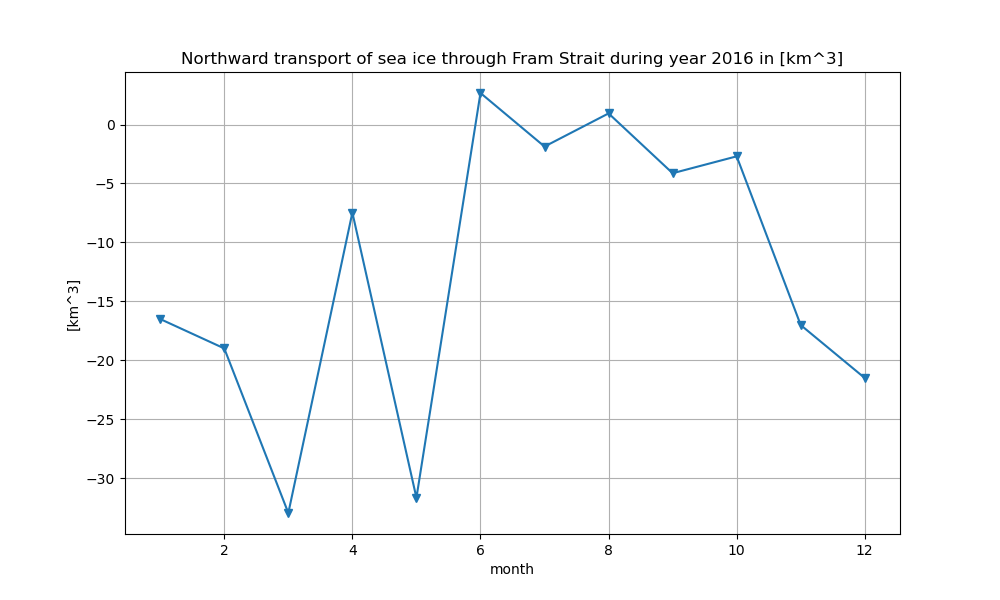 Northward transport of sea ice through Fram Strait during year 2016 in [km^3]
0
−5
−10
−15
−20
−25
−30
[km^3]
2 4 6 8 10 12
month